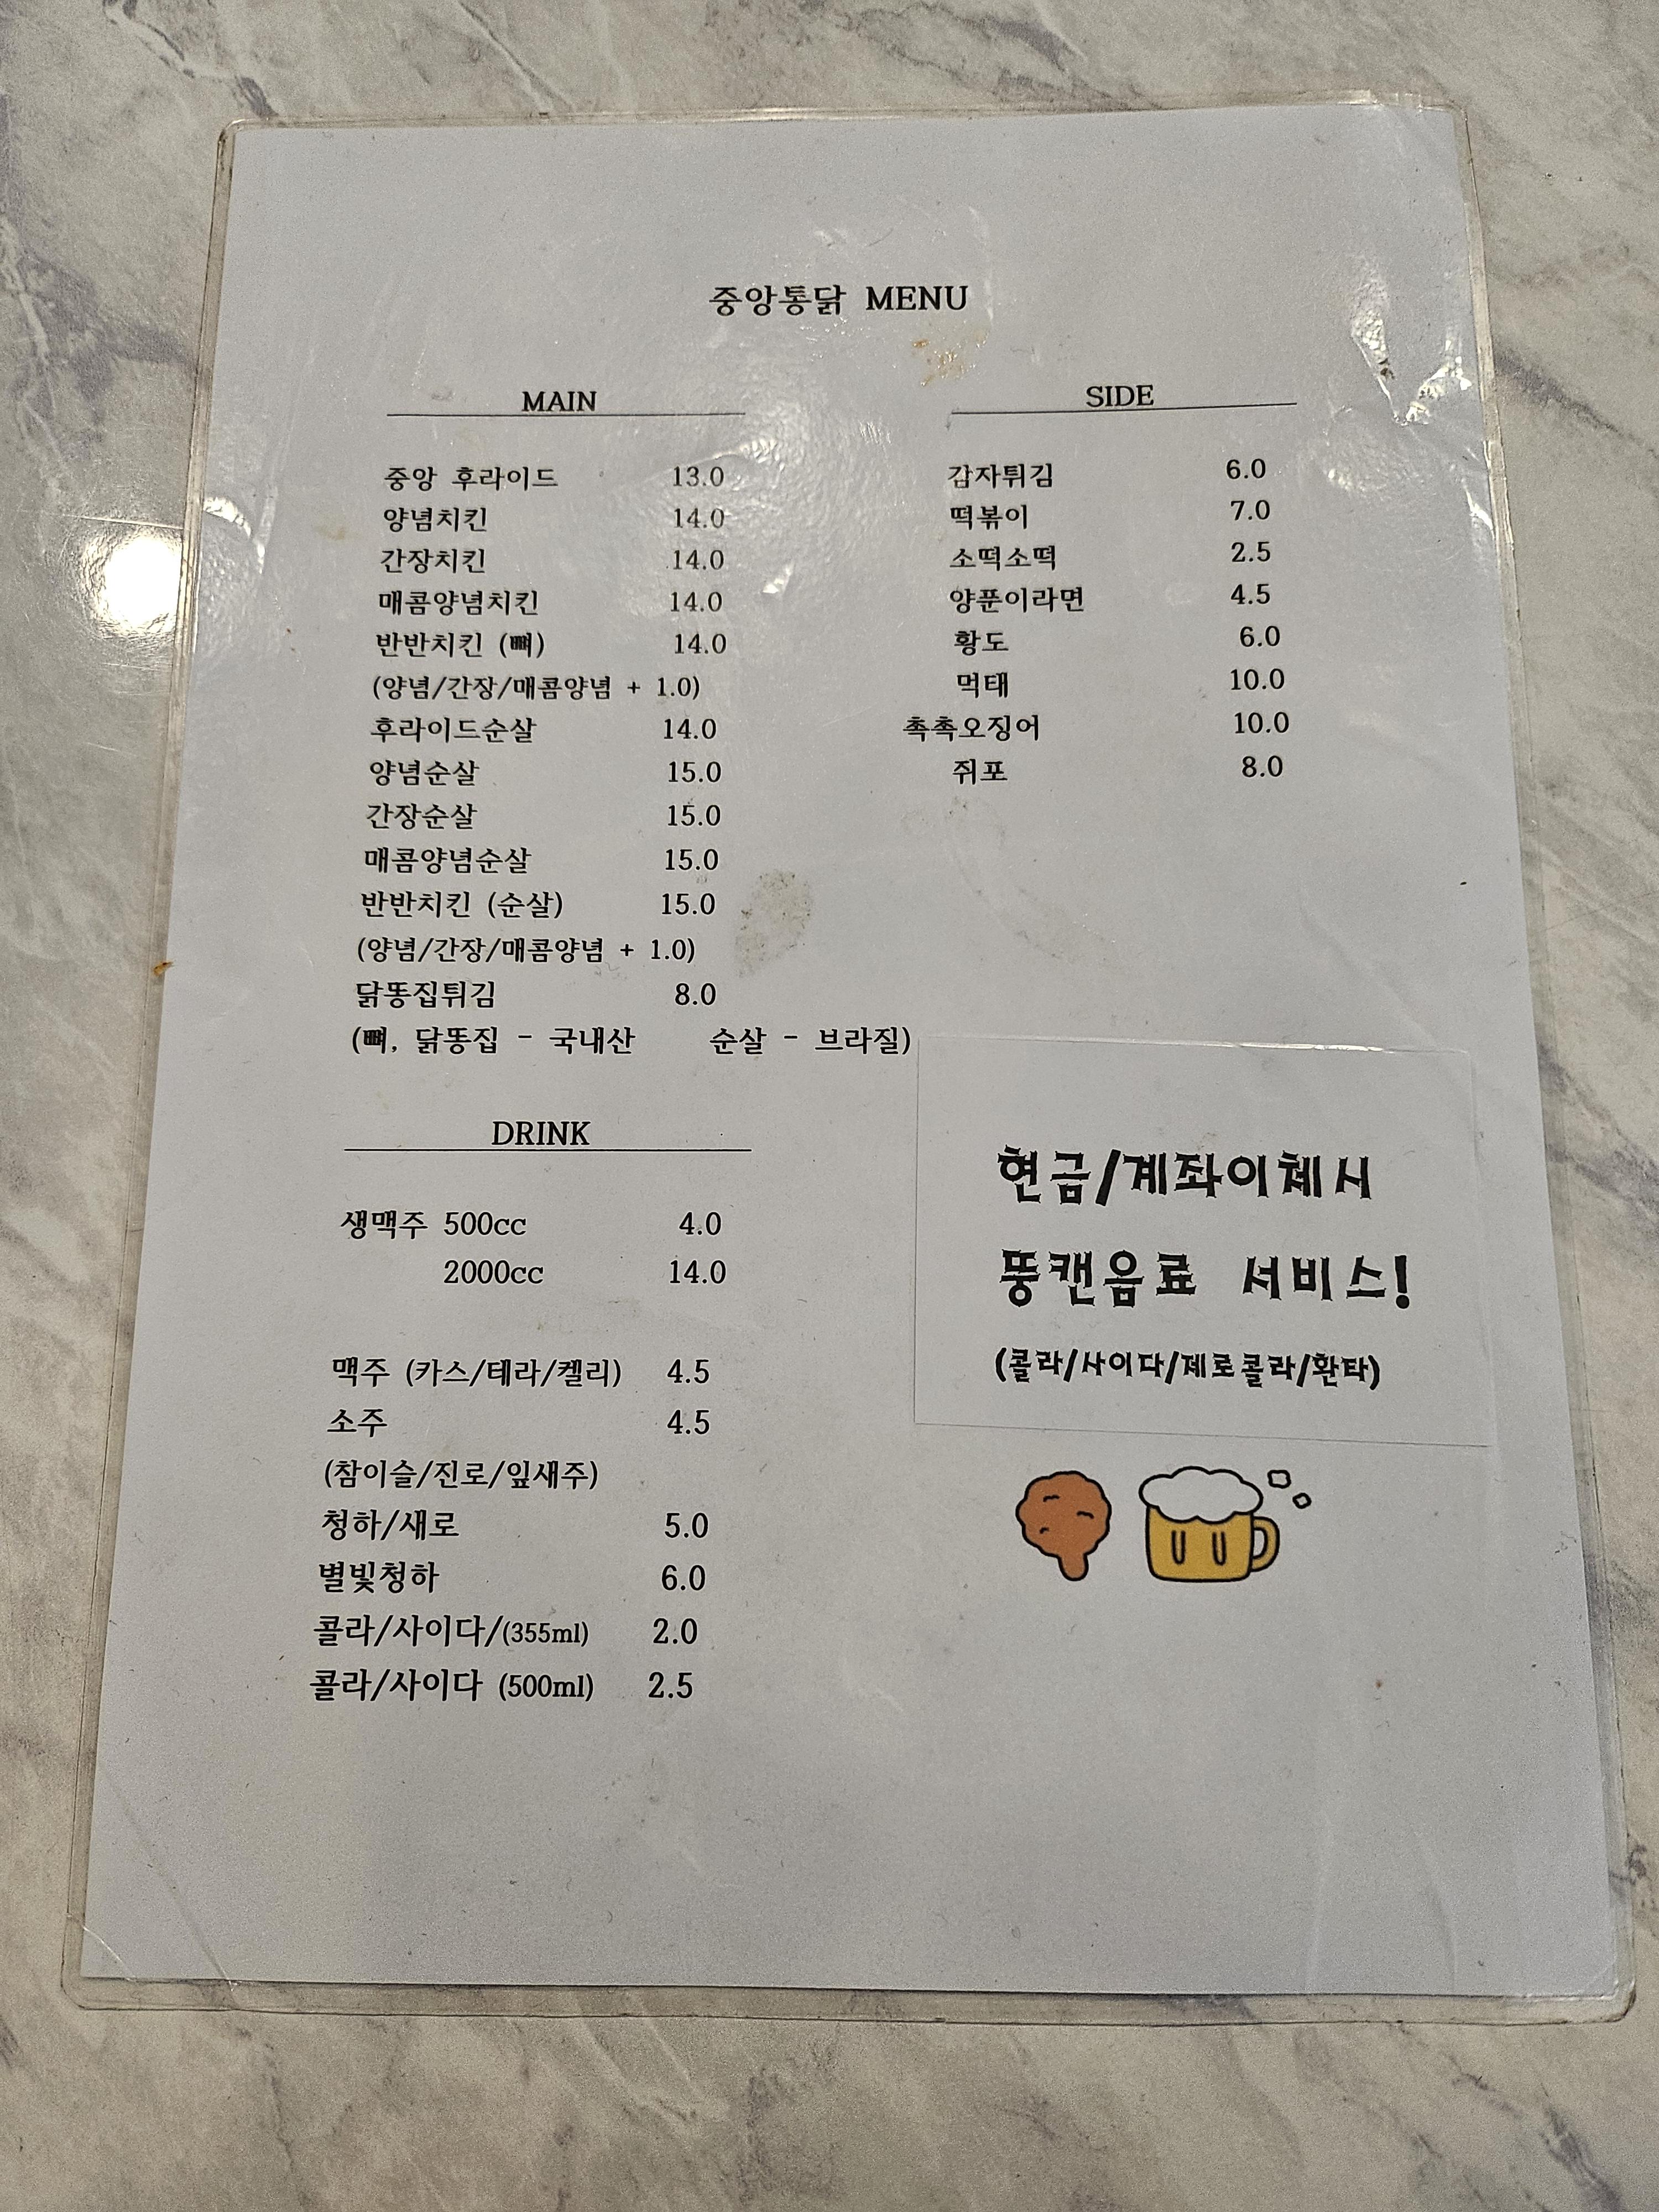 중앙통닭 MENU
MAIN
중앙 후라이드 13.0
양념치킨 14.0
간장치킨 14.0
매콤양념치킨 14.0
반반치킨 (뼈) 14.0
(양념/간장/매콤양념 + 1.0)
후라이드순살 14.0
양념순살 15.0
간장순살 15.0
매콤양념순살 15.0
반반치킨 (순살) 15.0
(양념/간장/매콤양념 + 1.0)
닭똥집튀김 8.0
(뼈, 닭똥집 - 국내산 순살 - 브라질)
SIDE
감자튀김 6.0
떡볶이 7.0
소떡소떡 2.5
양푼이라면 4.5
황도 6.0
먹태 10.0
촉촉오징어 10.0
쥐포 8.0
DRINK
생맥주 500cc 4.0
2000cc 14.0
맥주 (카스/테라/켈리) 4.5
소주 4.5
(참이슬/진로/잎새주)
청하/새로 5.0
별빛청하 6.0
콜라/사이다/(355ml) 2.0
콜라/사이다 (500ml) 2.5
현금/계좌이체시
뚱캔음료 서비스!
(콜라/사이다/제로콜라/환타)